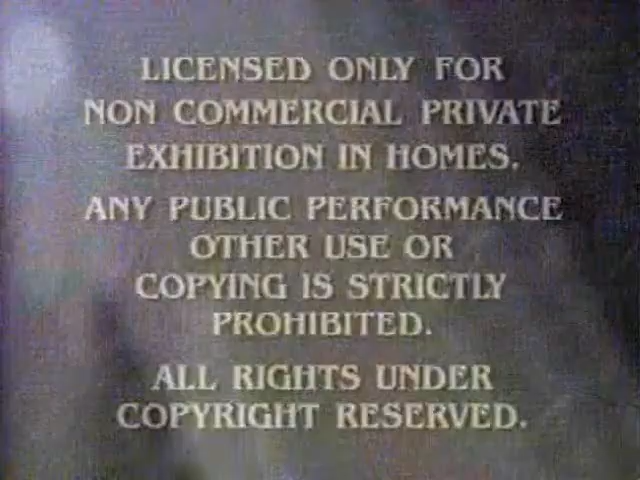 LICENSED ONLY FOR
NON COMMERCIAL PRIVATE
EXHIBITION IN HOMES.
ANY PUBLIC PERFORMANCE
OTHER USE OR
COPYING IS STRICTLY
PROHIBITED.
ALL RIGHTS UNDER
COPYRIGHT RESERVED.